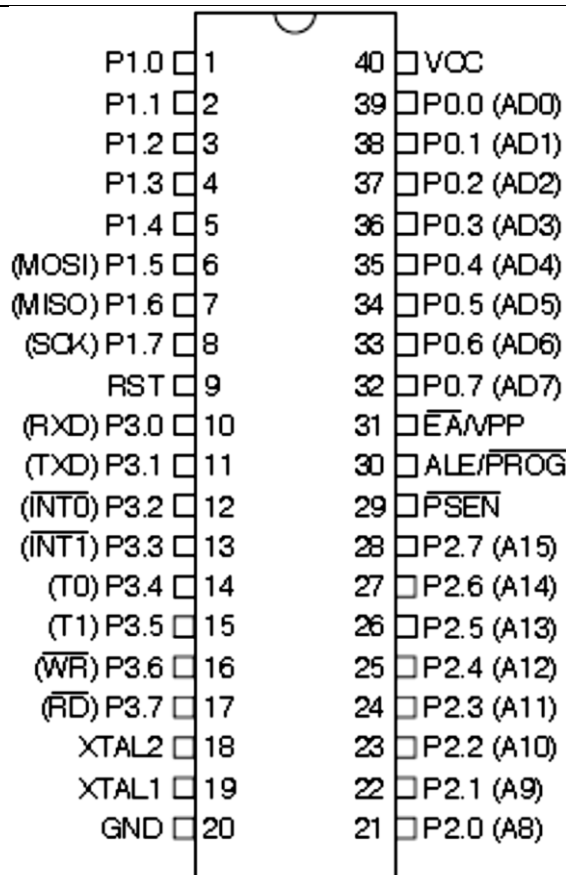 P1.0 1 40 VCC
P1.1 2 39 P0.0 (AD0)
P1.2 3 38 P0.1 (AD1)
P1.3 4 37 P0.2 (AD2)
P1.4 5 36 P0.3 (AD3)
(MOSI) P1.5 6 35 P0.4 (AD4)
(MISO) P1.6 7 34 P0.5 (AD5)
(SCK) P1.7 8 33 P0.6 (AD6)
RST 9 32 P0.7 (AD7)
(RXD) P3.0 10 31 E̅A̅/VPP
(TXD) P3.1 11 30 ALE/P̅R̅O̅G̅
(I̅N̅T̅0̅) P3.2 12 29 P̅S̅E̅N̅
(I̅N̅T̅1̅) P3.3 13 28 P2.7 (A15)
(T0) P3.4 14 27 P2.6 (A14)
(T1) P3.5 15 26 P2.5 (A13)
(W̅R̅) P3.6 16 25 P2.4 (A12)
(R̅D̅) P3.7 17 24 P2.3 (A11)
XTAL2 18 23 P2.2 (A10)
XTAL1 19 22 P2.1 (A9)
GND 20 21 P2.0 (A8)